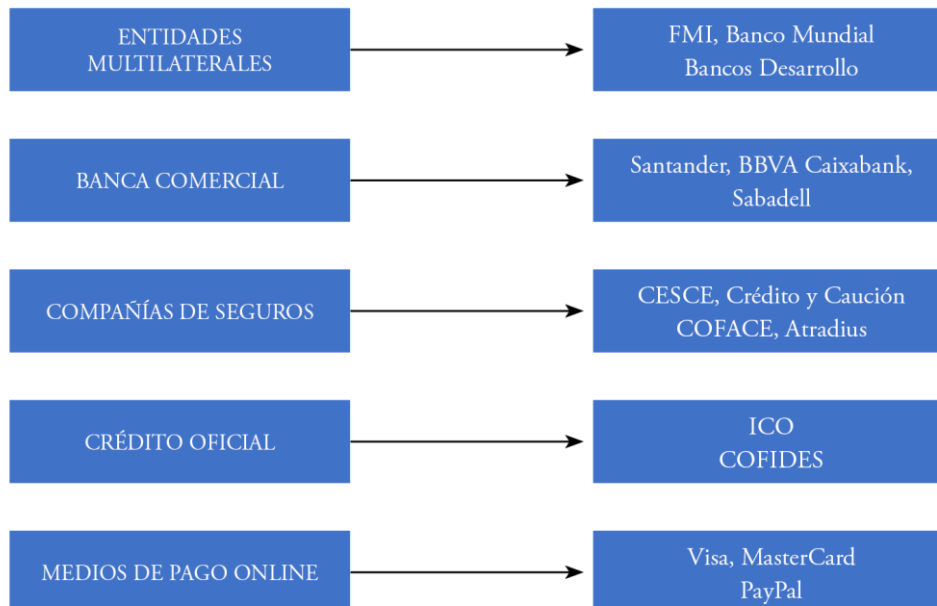 ENTIDADES
MULTILATERALES
FMI, Banco Mundial
Bancos Desarrollo
BANCA COMERCIAL
Santander, BBVA Caixabank,
Sabadell
COMPAÑÍAS DE SEGUROS
CESCE, Crédito y Caución
COFACE, Atradius
CRÉDITO OFICIAL
ICO
COFIDES
MEDIOS DE PAGO ONLINE
Visa, MasterCard
PayPal